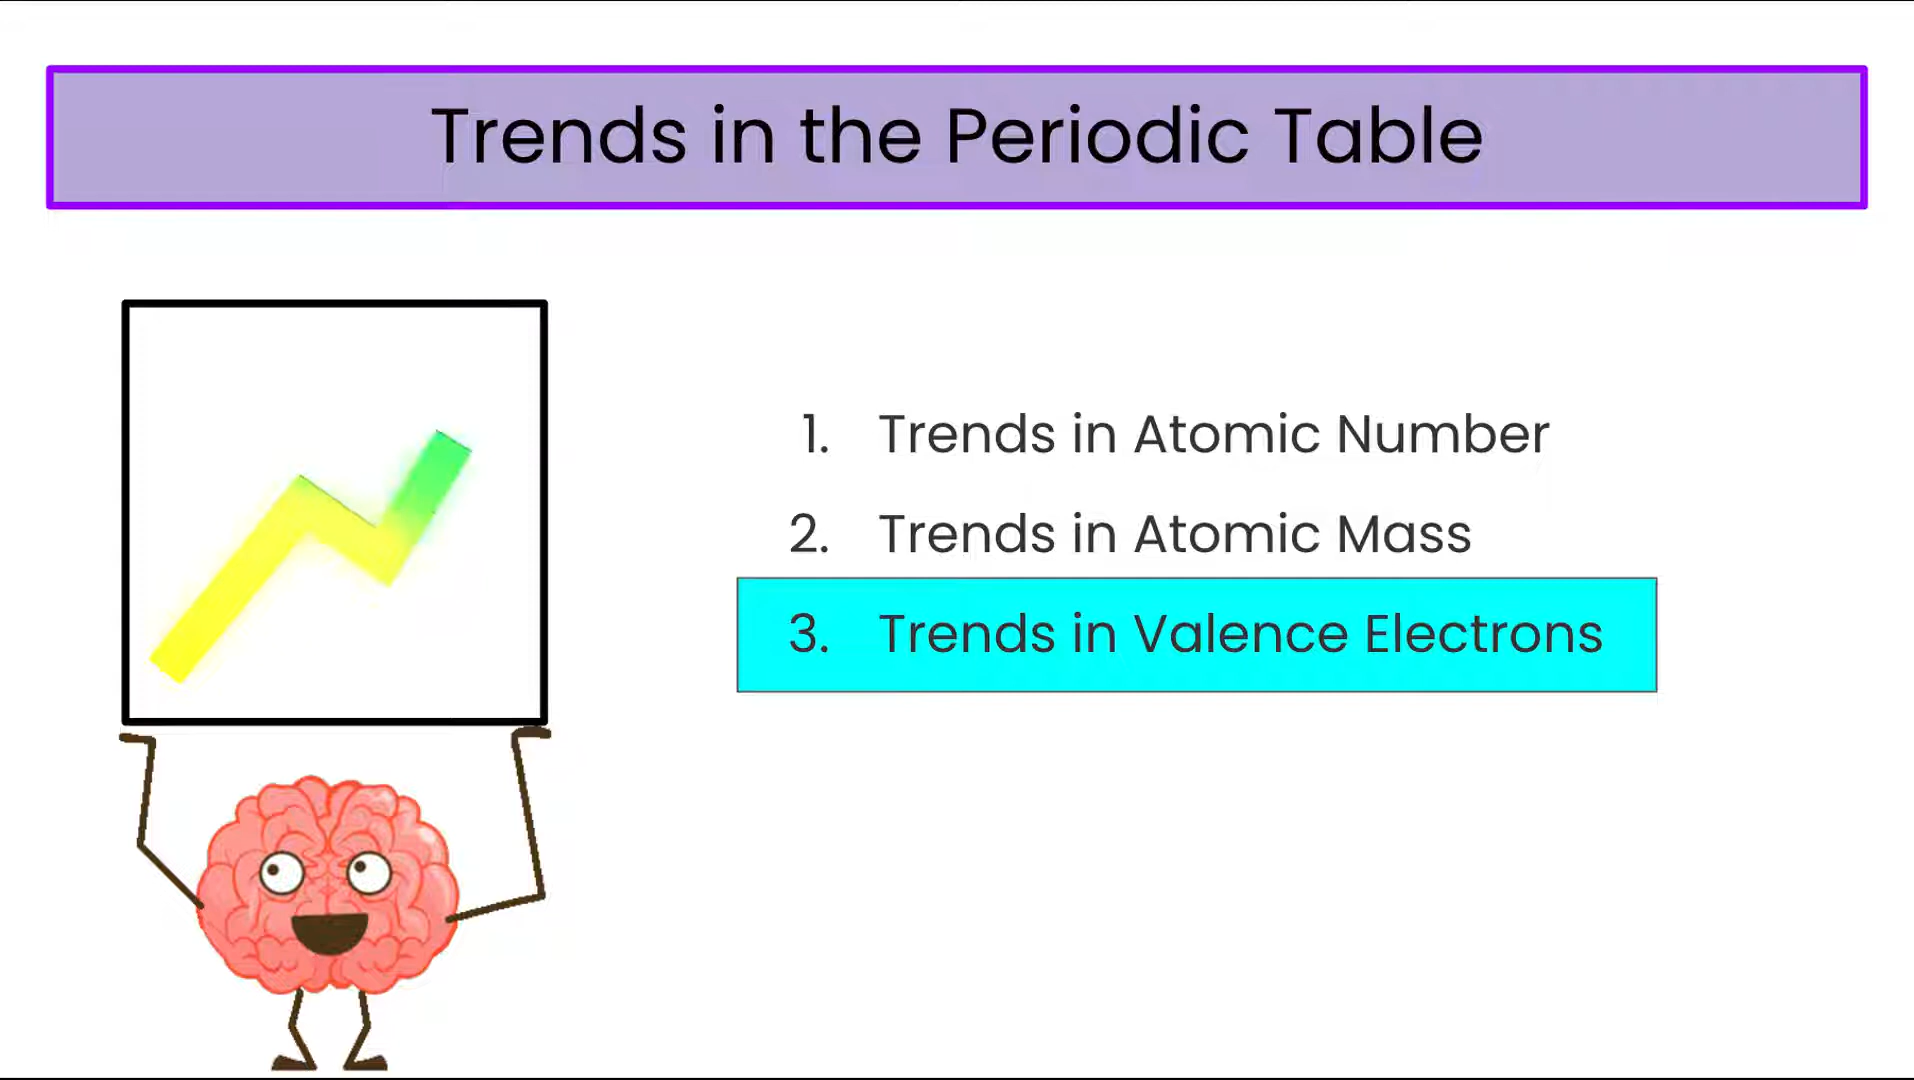 Trends in the Periodic Table
1. Trends in Atomic Number
2. Trends in Atomic Mass
3. Trends in Valence Electrons